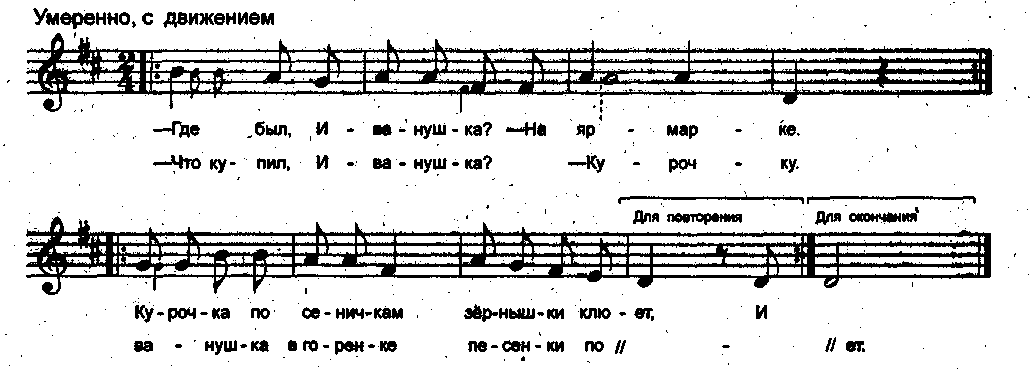 Умеренно, с движением
2/4
—Где был, И - ва - нуш - ка? —На яр - мар - ке.
—Что ку - пил, И - ва - нуш - ка? —Ку - роч - ку.
Для повторения Для окончания
Ку - роч - ка по се - нич - кам зёр - ныш - ки клю - ет, И
ва - нуш - ка в го - рен - ке пе - сен - ки по // - // ет.